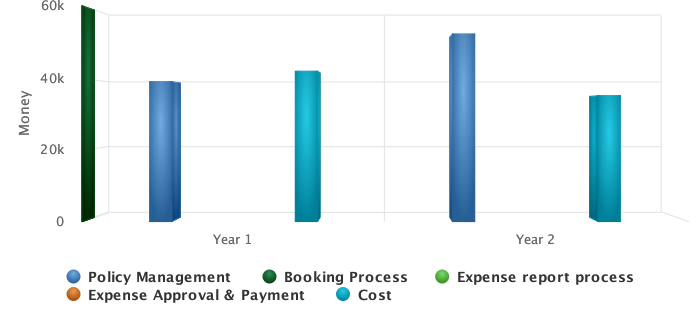 60k
40k
20k
0
Money
Year 1
Year 2
Policy Management
Booking Process
Expense report process
Expense Approval & Payment
Cost